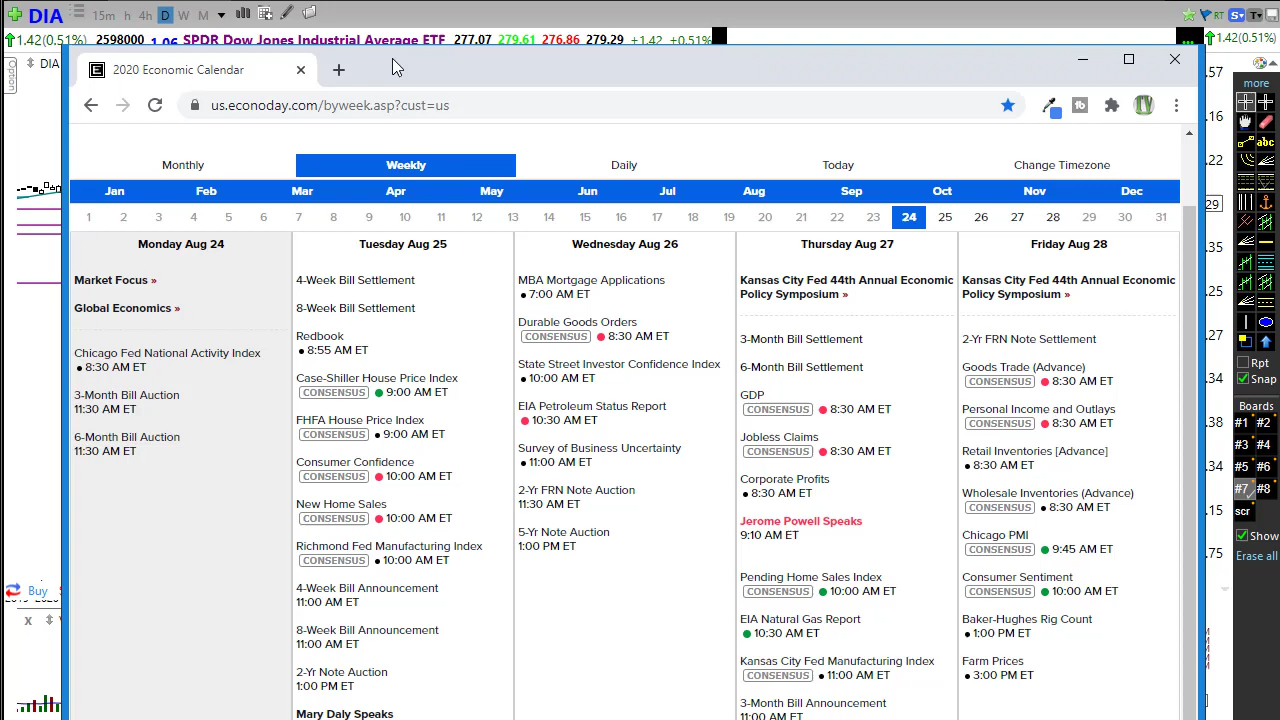 DIA 15m h 4h D W M RT S T
1.42(0.51%) 2598000 1.06 SPDR Dow Jones Industrial Average ETF 277.07 279.61 276.86 279.29 +1.42 +0.51% 1.42(0.51%)
Option DIA
2020 Economic Calendar
us.econoday.com/byweek.asp?cust=us
Monthly Weekly Daily Today Change Timezone
Jan Feb Mar Apr May Jun Jul Aug Sep Oct Nov Dec
1 2 3 4 5 6 7 8 9 10 11 12 13 14 15 16 17 18 19 20 21 22 23 24 25 26 27 28 29 30 31
Monday Aug 24
Market Focus »
Global Economics »
Chicago Fed National Activity Index
8:30 AM ET
3-Month Bill Auction
11:30 AM ET
6-Month Bill Auction
11:30 AM ET
Tuesday Aug 25
4-Week Bill Settlement
8-Week Bill Settlement
Redbook
8:55 AM ET
Case-Shiller House Price Index
CONSENSUS 9:00 AM ET
FHFA House Price Index
CONSENSUS 9:00 AM ET
Consumer Confidence
CONSENSUS 10:00 AM ET
New Home Sales
CONSENSUS 10:00 AM ET
Richmond Fed Manufacturing Index
CONSENSUS 10:00 AM ET
4-Week Bill Announcement
11:00 AM ET
8-Week Bill Announcement
11:00 AM ET
2-Yr Note Auction
1:00 PM ET
Mary Daly Speaks
Wednesday Aug 26
MBA Mortgage Applications
7:00 AM ET
Durable Goods Orders
CONSENSUS 8:30 AM ET
State Street Investor Confidence Index
10:00 AM ET
EIA Petroleum Status Report
10:30 AM ET
Survey of Business Uncertainty
11:00 AM ET
2-Yr FRN Note Auction
11:30 AM ET
5-Yr Note Auction
1:00 PM ET
Thursday Aug 27
Kansas City Fed 44th Annual Economic
Policy Symposium »
3-Month Bill Settlement
6-Month Bill Settlement
GDP
CONSENSUS 8:30 AM ET
Jobless Claims
CONSENSUS 8:30 AM ET
Corporate Profits
8:30 AM ET
Jerome Powell Speaks
9:10 AM ET
Pending Home Sales Index
CONSENSUS 10:00 AM ET
EIA Natural Gas Report
10:30 AM ET
Kansas City Fed Manufacturing Index
CONSENSUS 11:00 AM ET
3-Month Bill Announcement
11:00 AM ET
Friday Aug 28
Kansas City Fed 44th Annual Economic
Policy Symposium »
2-Yr FRN Note Settlement
Goods Trade (Advance)
CONSENSUS 8:30 AM ET
Personal Income and Outlays
CONSENSUS 8:30 AM ET
Retail Inventories [Advance]
8:30 AM ET
Wholesale Inventories (Advance)
CONSENSUS 8:30 AM ET
Chicago PMI
CONSENSUS 9:45 AM ET
Consumer Sentiment
CONSENSUS 10:00 AM ET
Baker-Hughes Rig Count
1:00 PM ET
Farm Prices
3:00 PM ET
Buy
x
.57
.16
.22
29
.35
.25
.27
.34
.38
.34
.15
.75
more
abc
Rpt
Snap
Boards
#1 #2
#3 #4
#5 #6
#7 #8
scr
Show
Erase all